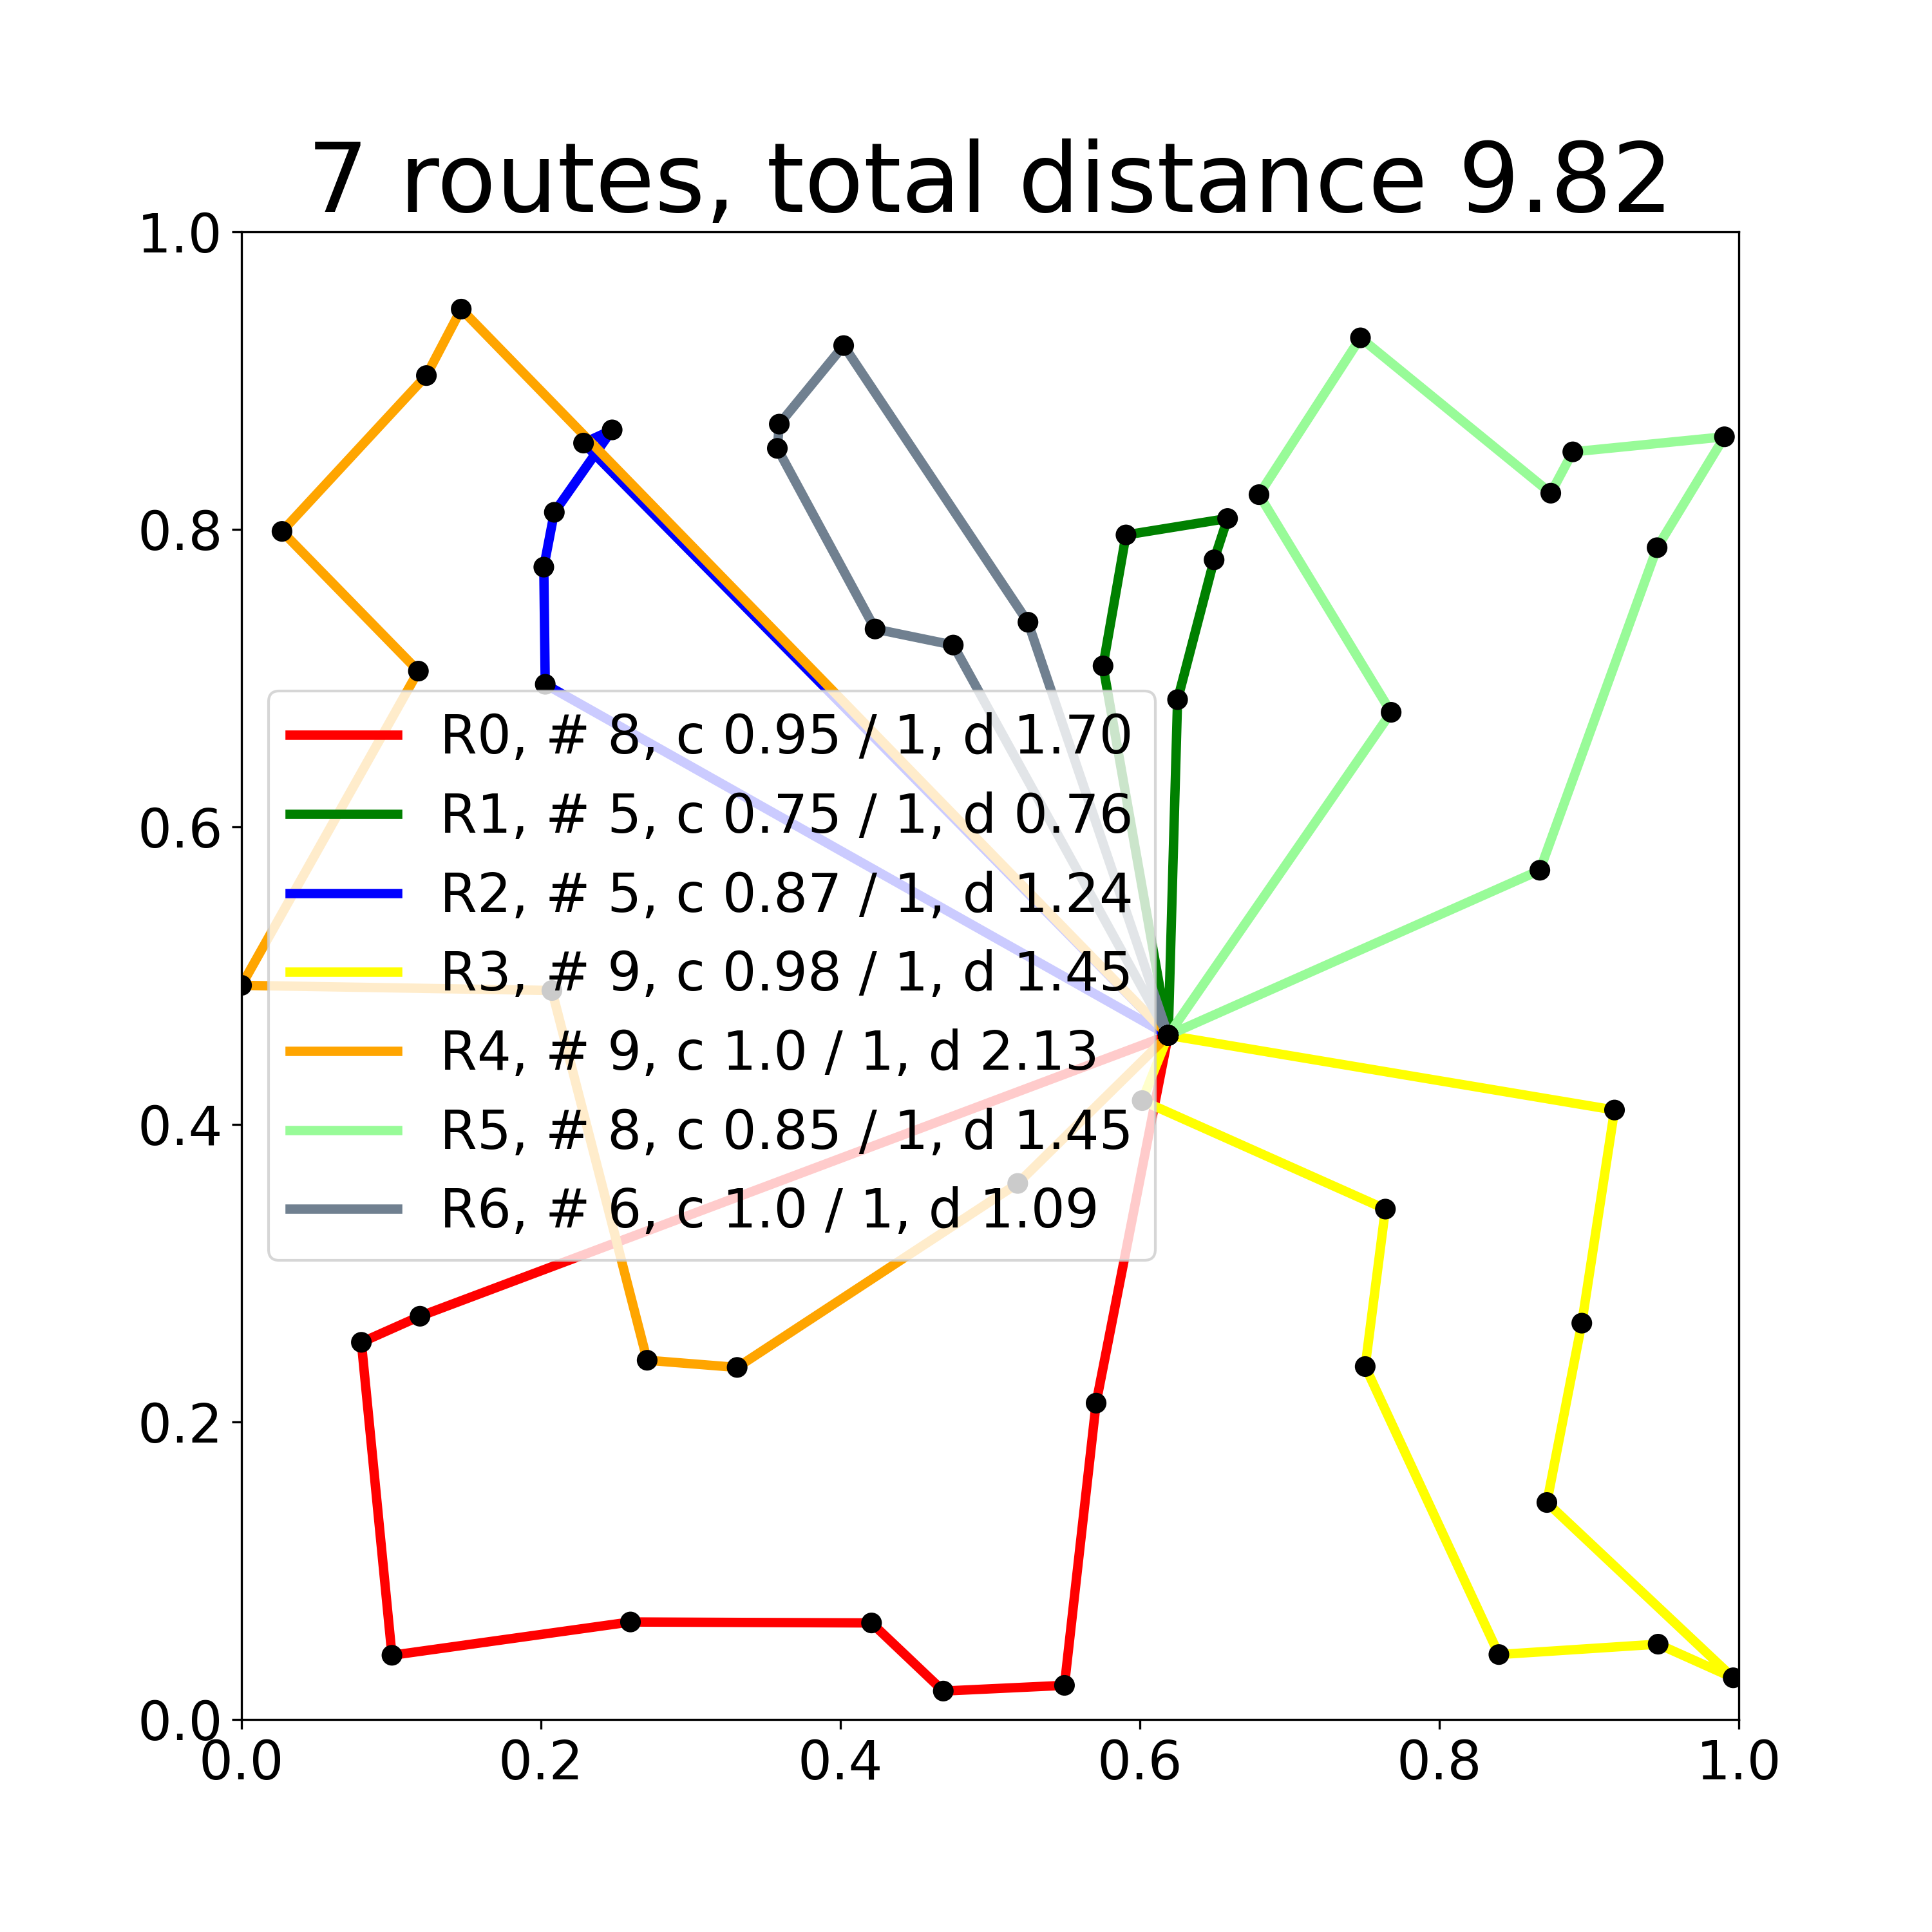 7 routes, total distance 9.82
1.0
0.8
0.6
0.4
0.2
0.0
R0, # 8, c 0.95 / 1, d 1.70
R1, # 5, c 0.75 / 1, d 0.76
R2, # 5, c 0.87 / 1, d 1.24
R3, # 9, c 0.98 / 1, d 1.45
R4, # 9, c 1.0 / 1, d 2.13
R5, # 8, c 0.85 / 1, d 1.45
R6, # 6, c 1.0 / 1, d 1.09
0.0 0.2 0.4 0.6 0.8 1.0